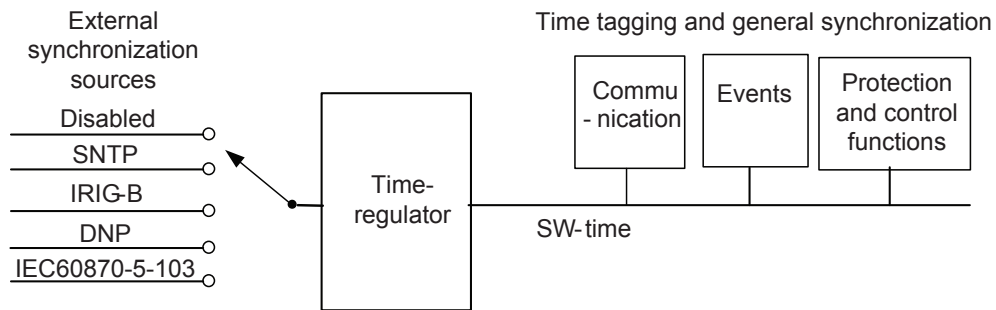 External
synchronization
sources
Disabled
SNTP
IRIG-B
DNP
IEC60870-5-103
Time-
regulator
Time tagging and general synchronization
Commu
- nication
Events
Protection
and control
functions
SW-time